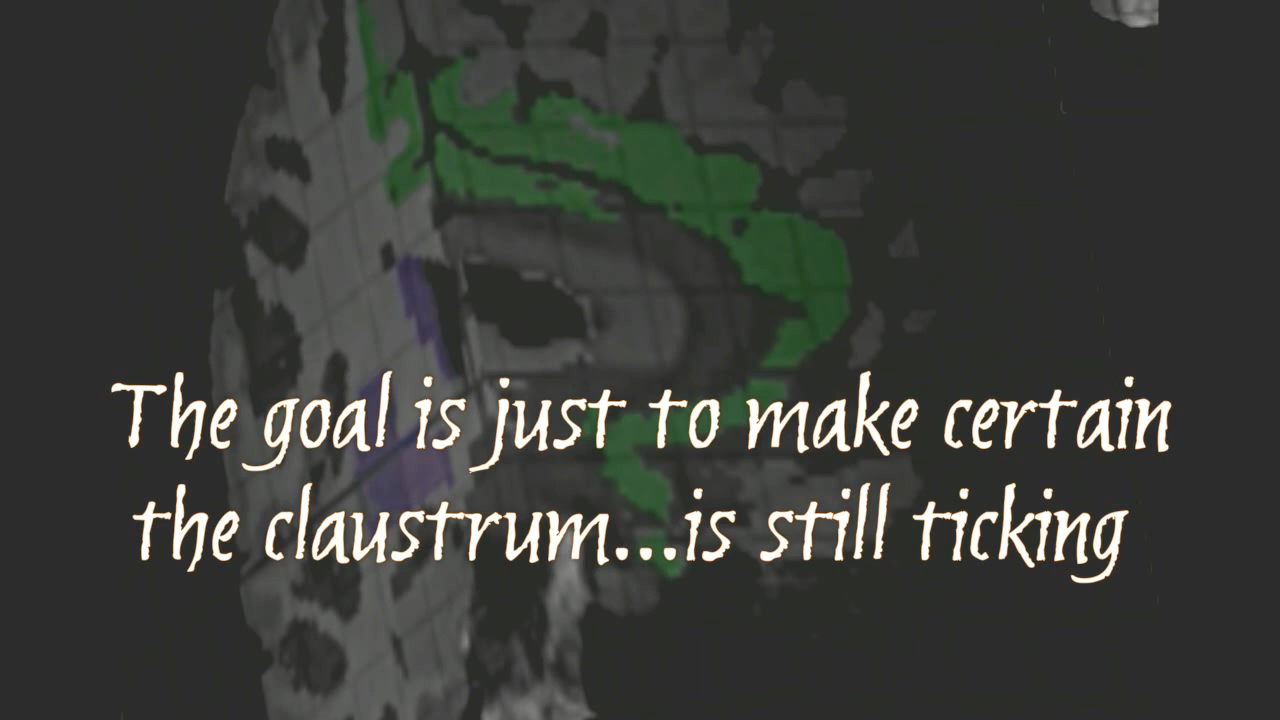 The goal is just to make certain
the claustrum...is still ticking